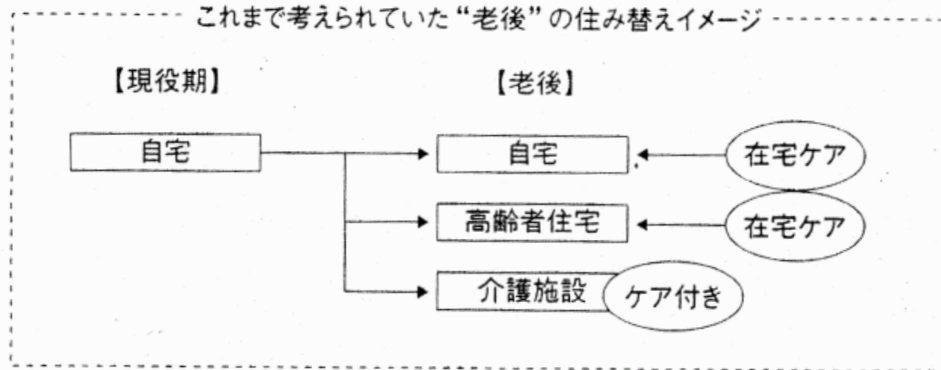 これまで考えられていた“老後”の住み替えイメージ
【現役期】 【老後】
自宅 自宅 在宅ケア
高齢者住宅 在宅ケア
介護施設 ケア付き